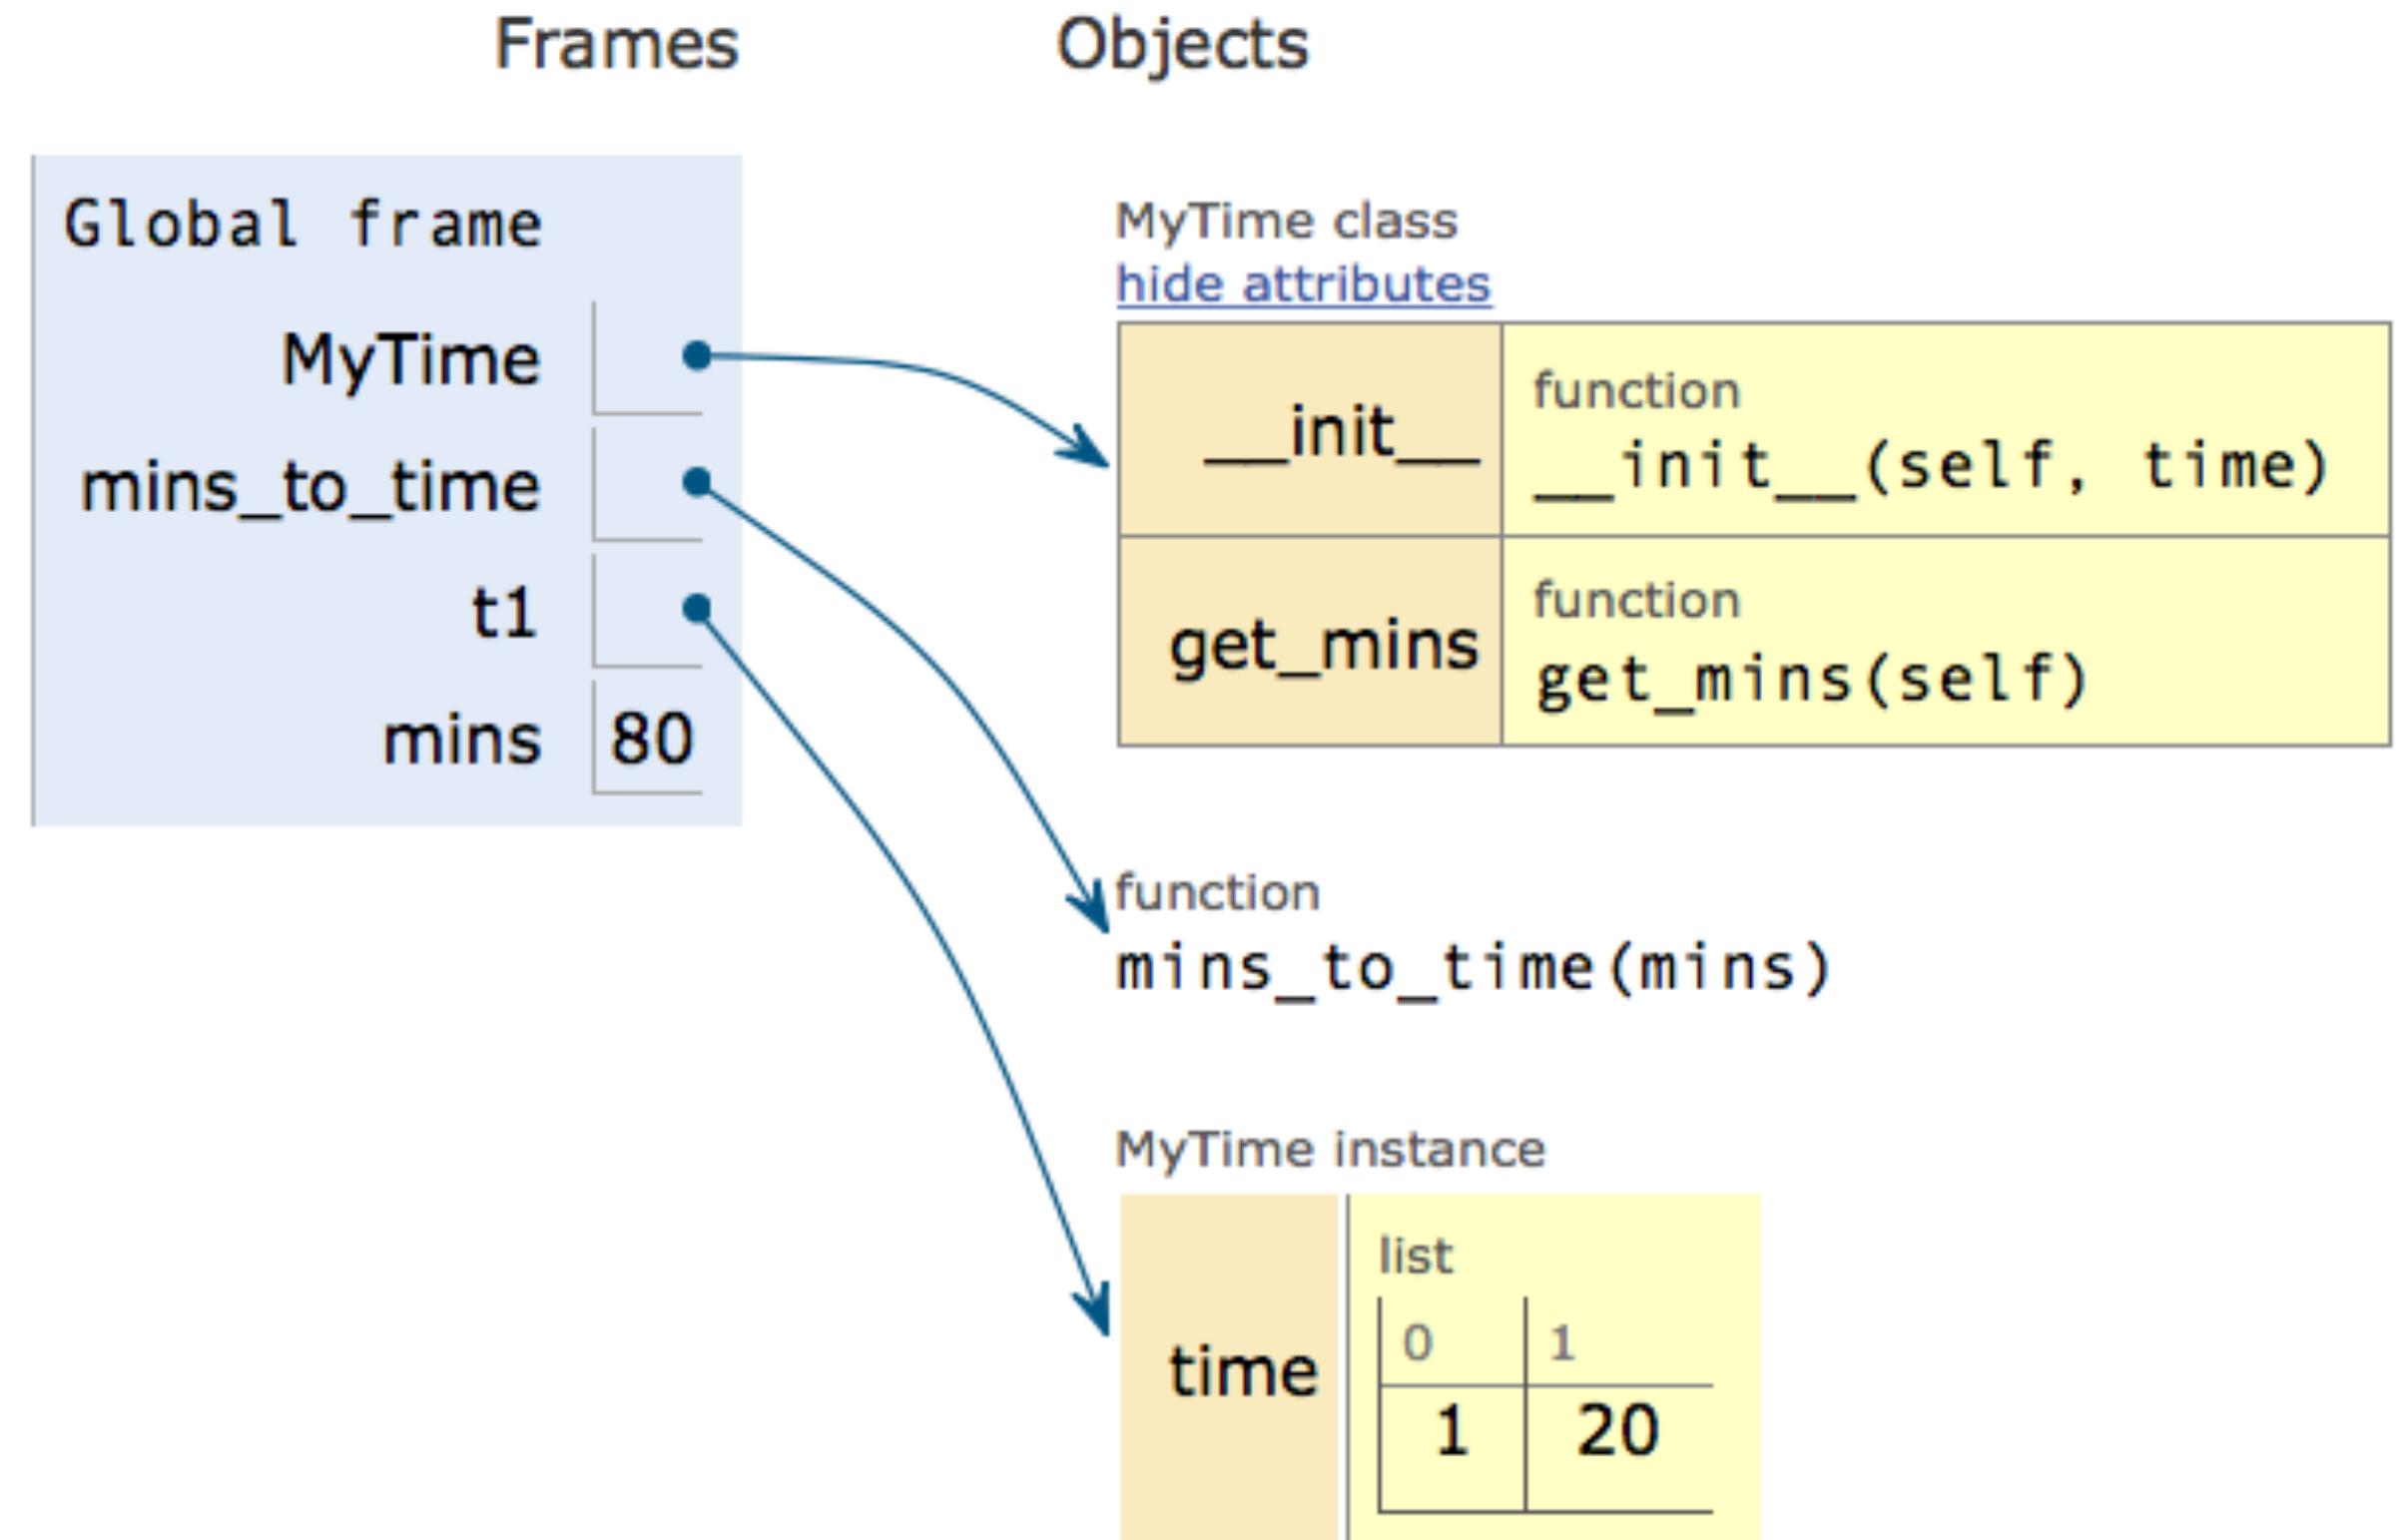 Frames
Objects
Global frame
MyTime
mins_to_time
t1
mins 80
MyTime class
hide attributes
__init__
function
__init__(self, time)
get_mins
function
get_mins(self)
function
mins_to_time(mins)
MyTime instance
time
list
0 1
1 20